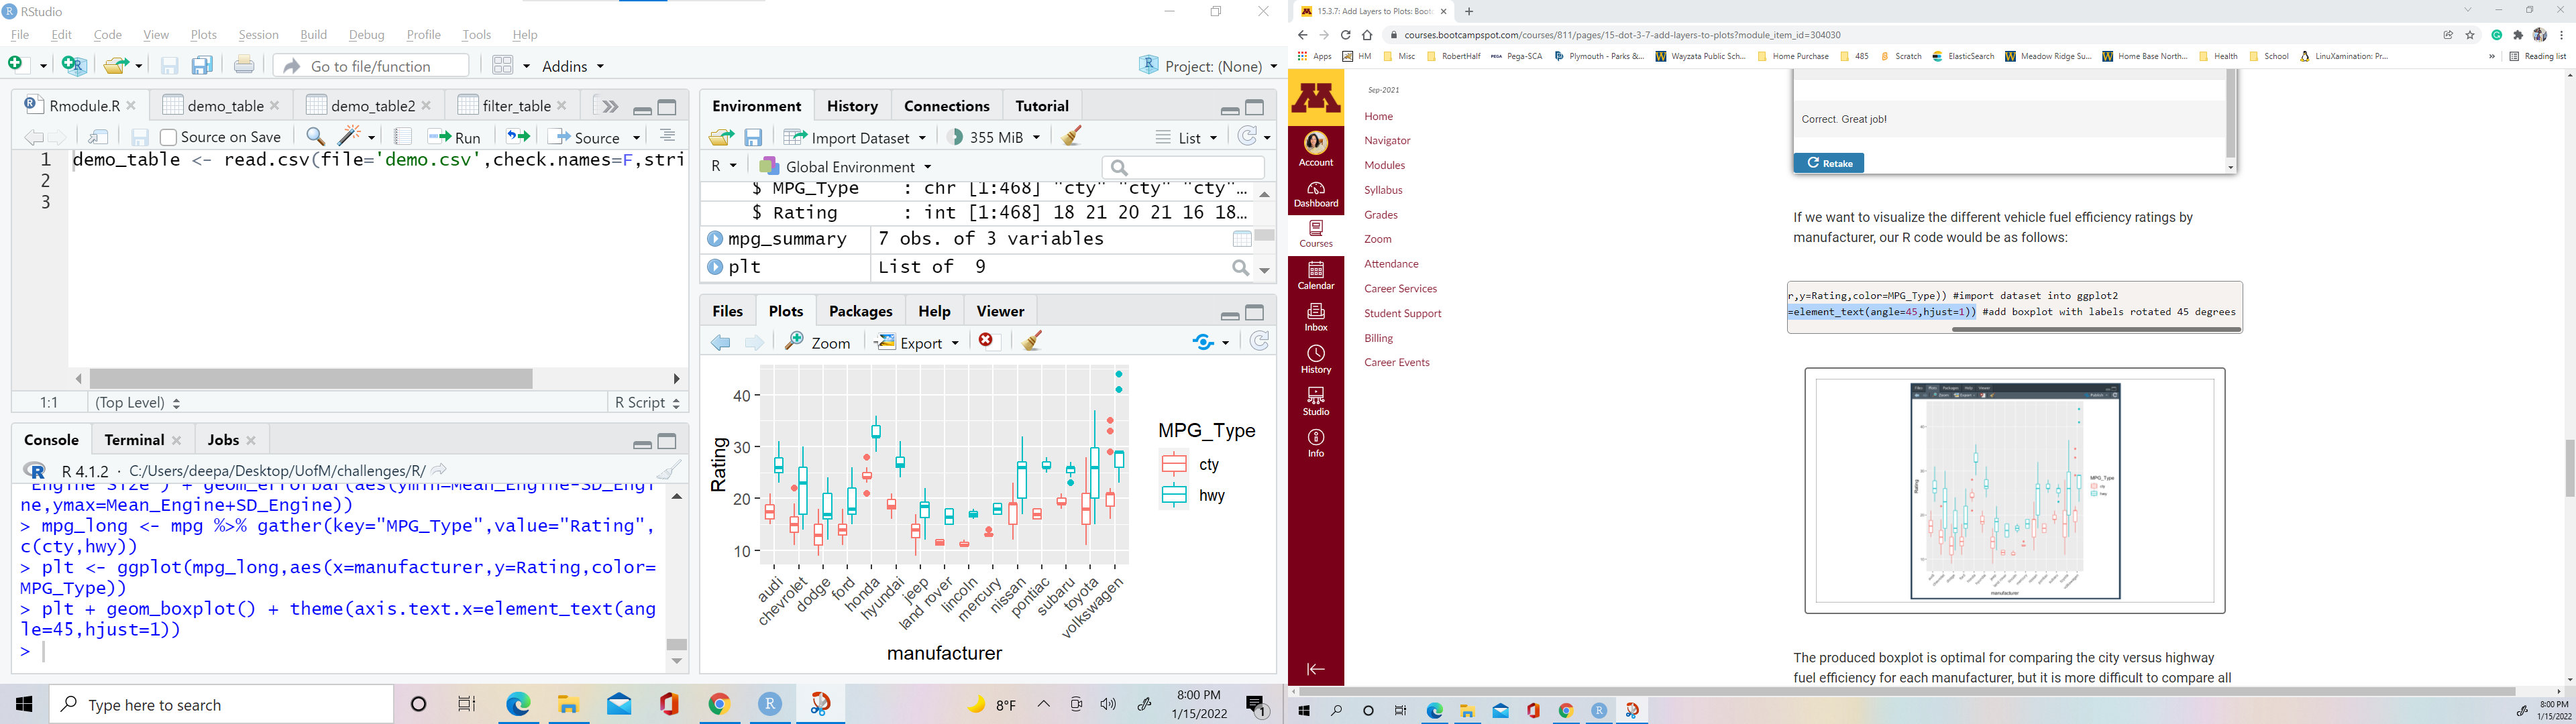 RStudio
File Edit Code View Plots Session Build Debug Profile Tools Help
Go to file/function Addins Project: (None)
Rmodule.R demo_table demo_table2 filter_table
Source on Save Run Source
1 demo_table <- read.csv(file='demo.csv',check.names=F,stri
2
3
1:1 (Top Level) R Script
Console Terminal Jobs
R 4.1.2 · C:/Users/deepa/Desktop/UofM/challenges/R/
Engine Size") + geom_errorbar(aes(ymin=Mean_Engine-SD_Engi
ne,ymax=Mean_Engine+SD_Engine))
> mpg_long <- mpg %>% gather(key="MPG_Type",value="Rating",
c(cty,hwy))
> plt <- ggplot(mpg_long,aes(x=manufacturer,y=Rating,color=
MPG_Type))
> plt + geom_boxplot() + theme(axis.text.x=element_text(ang
le=45,hjust=1))
>
Environment History Connections Tutorial
Import Dataset 355 MiB List
R Global Environment
$ MPG_Type : chr [1:468] "cty" "cty" "cty"…
$ Rating : int [1:468] 18 21 20 21 16 18…
mpg_summary 7 obs. of 3 variables
plt List of 9
Files Plots Packages Help Viewer
Zoom Export
40
30
20
10
Rating
audi chevrolet dodge ford honda hyundai jeep land rover lincoln mercury nissan pontiac subaru toyota volkswagen
manufacturer
MPG_Type
cty
hwy
Type here to search
8°F
8:00 PM
1/15/2022
1
15.3.7: Add Layers to Plots: Boot
courses.bootcampspot.com/courses/811/pages/15-dot-3-7-add-layers-to-plots?module_item_id=304030
Apps HM Misc RobertHalf Pega-SCA Plymouth - Parks &... Wayzata Public Sch... Home Purchase 485 Scratch ElasticSearch Meadow Ridge Su... Home Base North... Health School LinuXamination: Pr... » Reading list
M
Account
Dashboard
Courses
Calendar
Inbox
History
Studio
Info
Sep-2021
Home
Navigator
Modules
Syllabus
Grades
Zoom
Attendance
Career Services
Student Support
Billing
Career Events
Correct. Great job!
Retake
If we want to visualize the different vehicle fuel efficiency ratings by
manufacturer, our R code would be as follows:
r,y=Rating,color=MPG_Type)) #import dataset into ggplot2
=element_text(angle=45,hjust=1)) #add boxplot with labels rotated 45 degrees
Rating
MPG_Type
cty
hwy
manufacturer
The produced boxplot is optimal for comparing the city versus highway
fuel efficiency for each manufacturer, but it is more difficult to compare all
8:00 PM
1/15/2022